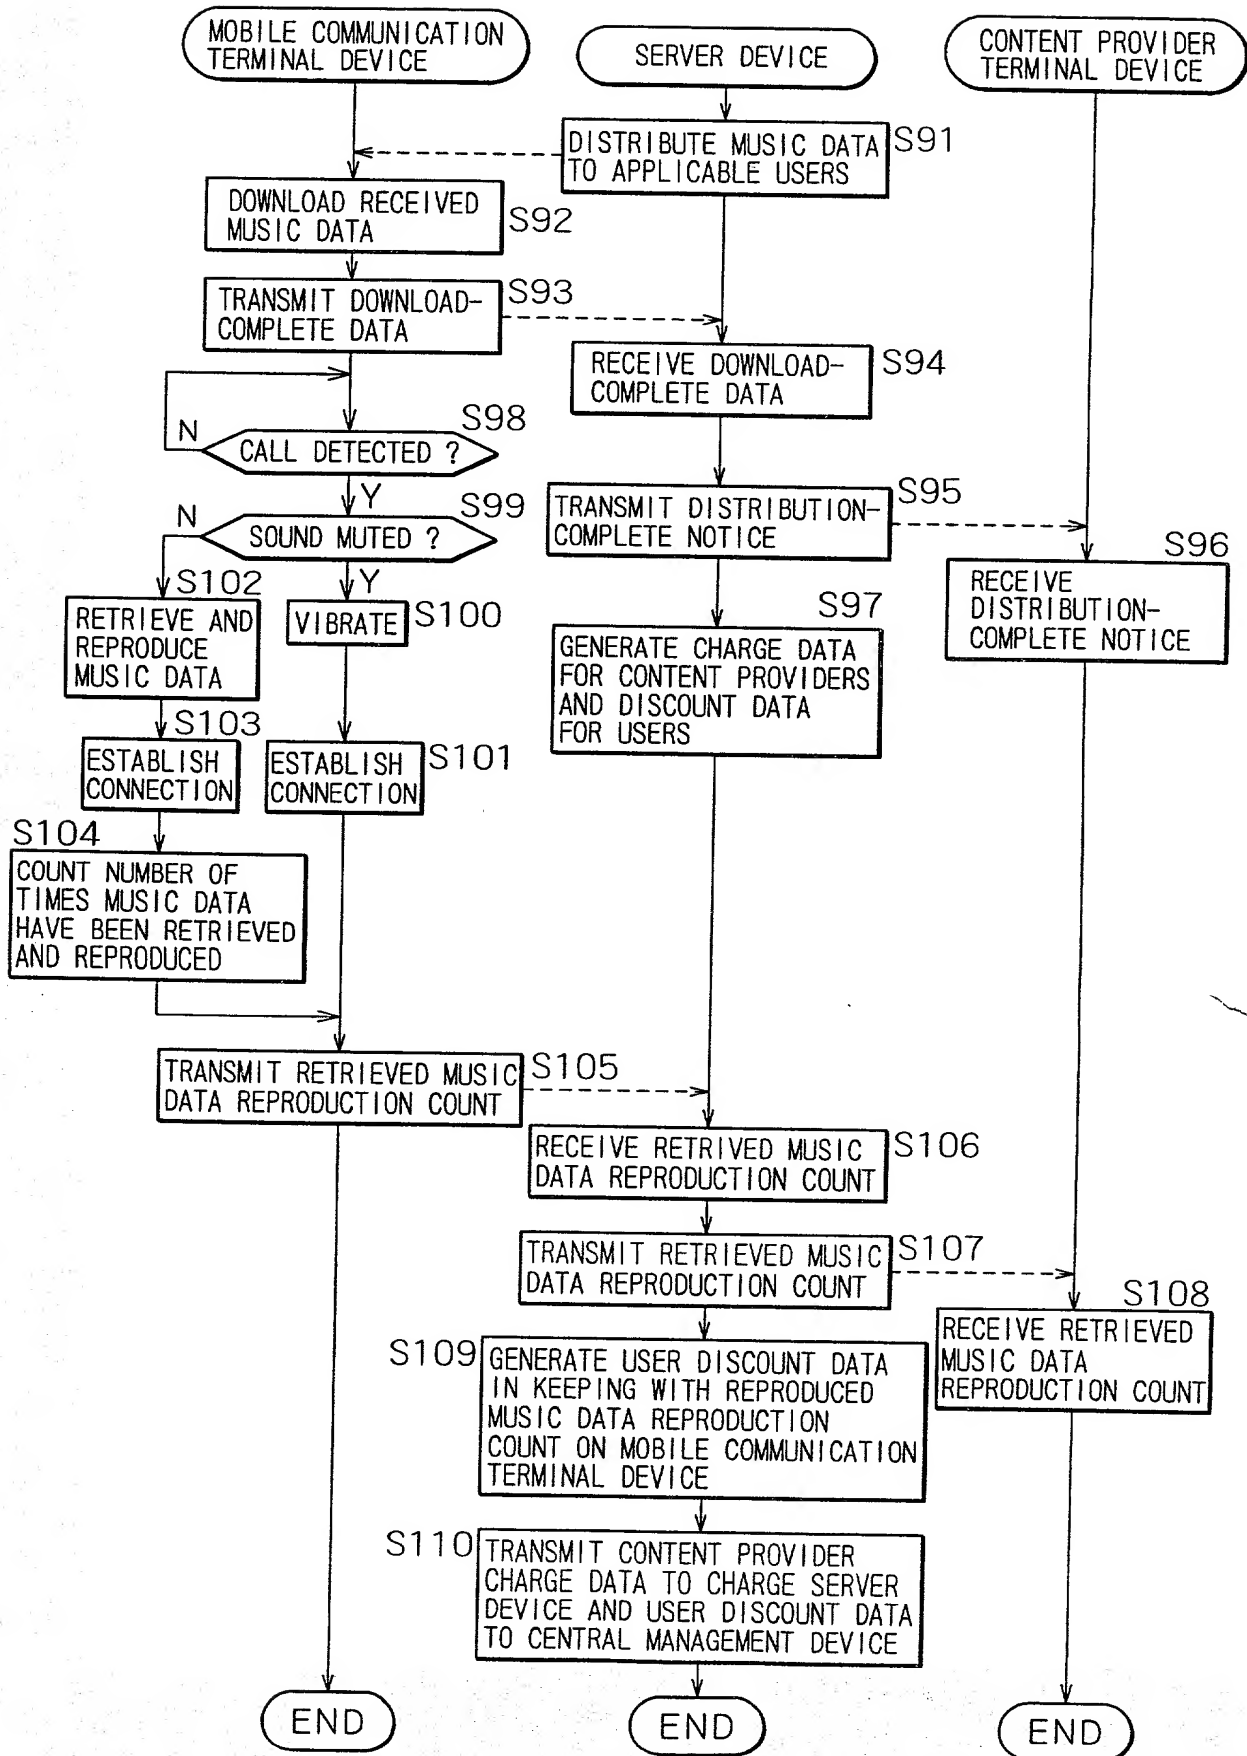 MOBILE COMMUNICATION
TERMINAL DEVICE
SERVER DEVICE
CONTENT PROVIDER
TERMINAL DEVICE
DISTRIBUTE MUSIC DATA
TO APPLICABLE USERS
S91
DOWNLOAD RECEIVED
MUSIC DATA
S92
TRANSMIT DOWNLOAD-
COMPLETE DATA
S93
RECEIVE DOWNLOAD-
COMPLETE DATA
S94
S98
N
CALL DETECTED ?
Y
S99
N
SOUND MUTED ?
Y
TRANSMIT DISTRIBUTION-
COMPLETE NOTICE
S95
S96
RECEIVE
DISTRIBUTION-
COMPLETE NOTICE
S102
RETRIEVE AND
REPRODUCE
MUSIC DATA
VIBRATE
S100
S97
GENERATE CHARGE DATA
FOR CONTENT PROVIDERS
AND DISCOUNT DATA
FOR USERS
S103
ESTABLISH
CONNECTION
ESTABLISH
CONNECTION
S101
S104
COUNT NUMBER OF
TIMES MUSIC DATA
HAVE BEEN RETRIEVED
AND REPRODUCED
TRANSMIT RETRIEVED MUSIC
DATA REPRODUCTION COUNT
S105
RECEIVE RETRIVED MUSIC
DATA REPRODUCTION COUNT
S106
TRANSMIT RETRIEVED MUSIC
DATA REPRODUCTION COUNT
S107
S108
RECEIVE RETRIEVED
MUSIC DATA
REPRODUCTION COUNT
S109
GENERATE USER DISCOUNT DATA
IN KEEPING WITH REPRODUCED
MUSIC DATA REPRODUCTION
COUNT ON MOBILE COMMUNICATION
TERMINAL DEVICE
S110
TRANSMIT CONTENT PROVIDER
CHARGE DATA TO CHARGE SERVER
DEVICE AND USER DISCOUNT DATA
TO CENTRAL MANAGEMENT DEVICE
END
END
END